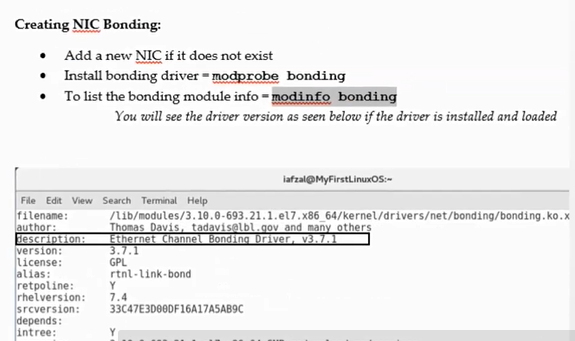 Creating NIC Bonding:
• Add a new NIC if it does not exist
• Install bonding driver = modprobe bonding
• To list the bonding module info = modinfo bonding
You will see the driver version as seen below if the driver is installed and loaded
iafzal@MyFirstLinuxOS:~
File Edit View Search Terminal Help
filename: /lib/modules/3.10.0-693.21.1.el7.x86_64/kernel/drivers/net/bonding/bonding.ko.x
author: Thomas Davis, tadavis@lbl.gov and many others
description: Ethernet Channel Bonding Driver, v3.7.1
version: 3.7.1
license: GPL
alias: rtnl-link-bond
retpoline: Y
rhelversion: 7.4
srcversion: 33C47E3D00DF16A17A5AB9C
depends:
intree: Y